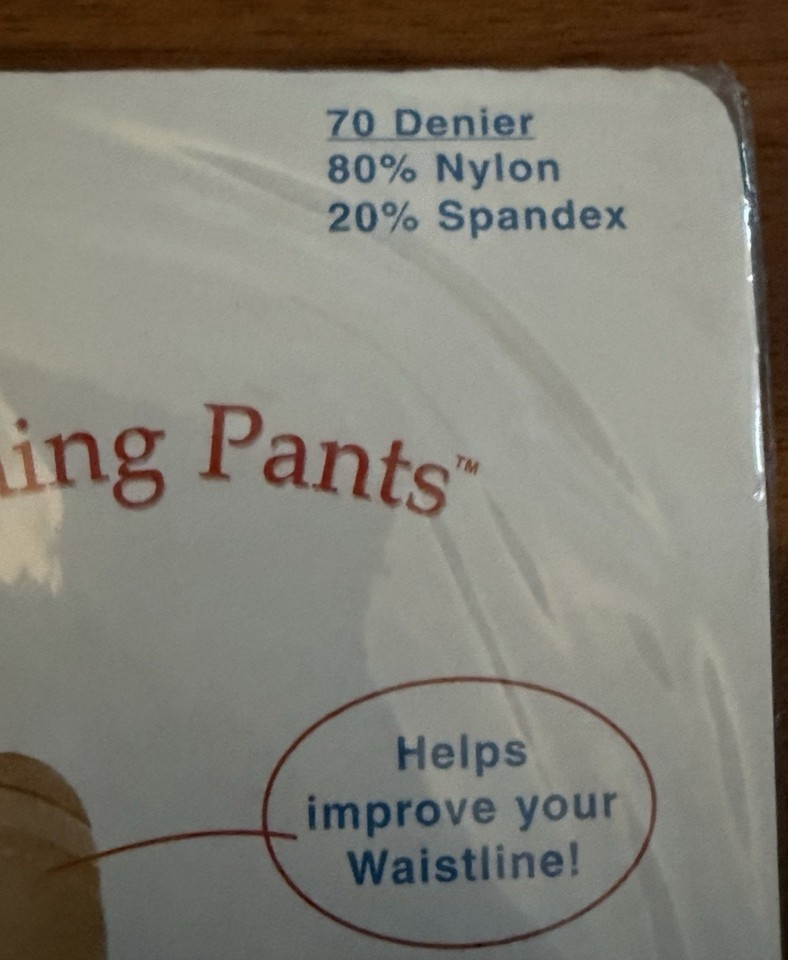 70 Denier
80% Nylon
20% Spandex
ing Pants™
Helps
improve your
Waistline!